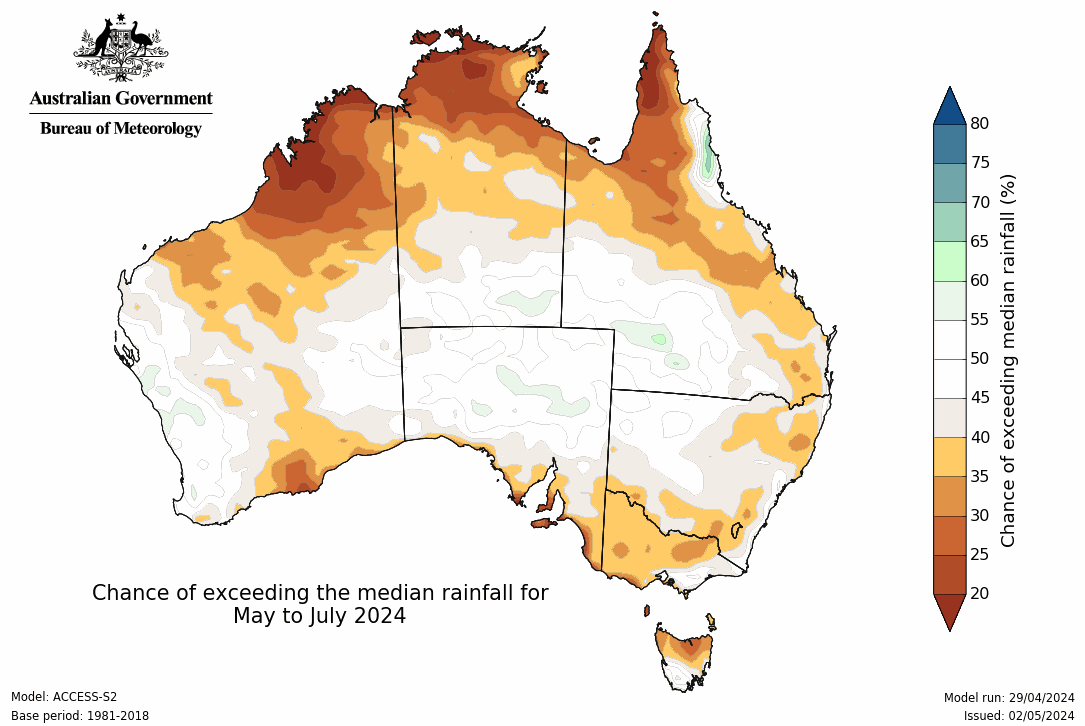 AUSTRALIA
Australian Government
Bureau of Meteorology
80
75
70
65
60
55
50
45
40
35
30
25
20
Chance of exceeding median rainfall (%)
Chance of exceeding the median rainfall for
May to July 2024
Model: ACCESS-S2
Base period: 1981-2018
Model run: 29/04/2024
Issued: 02/05/2024